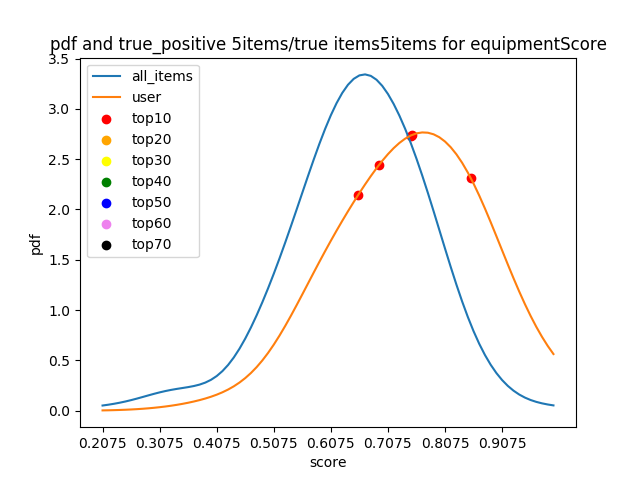 pdf and true_positive 5items/true items5items for equipmentScore
all_items
user
top10
top20
top30
top40
top50
top60
top70
pdf
3.5
3.0
2.5
2.0
1.5
1.0
0.5
0.0
0.2075 0.3075 0.4075 0.5075 0.6075 0.7075 0.8075 0.9075
score